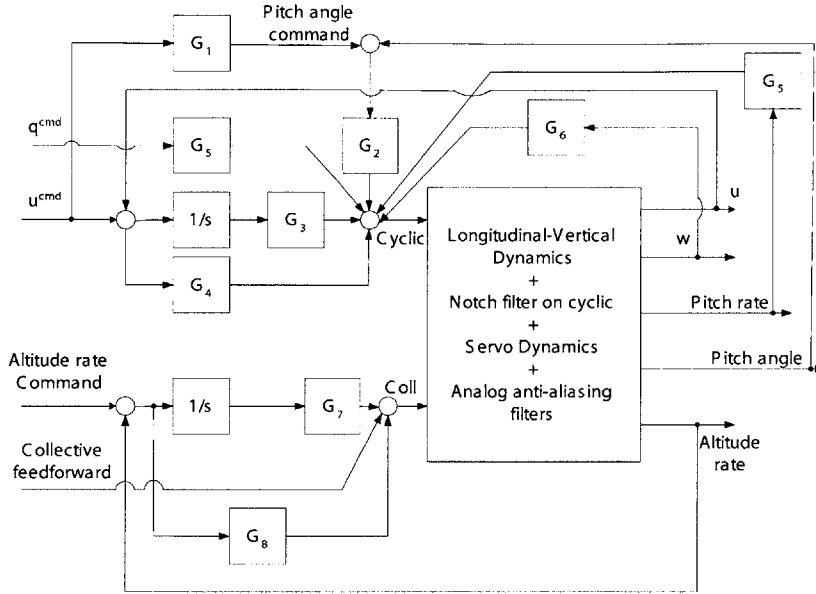 Pitch angle
command
G₁
G₅
q^cmd
G₅
G₂
G₆
u^cmd
u
1/s
G₃
Cyclic
Longitudinal-Vertical
Dynamics
+
Notch filter on cyclic
+
Servo Dynamics
+
Analog anti-aliasing
filters
w
G₄
Pitch rate
Pitch angle
Altitude rate
Command
Coll
1/s
G₇
Altitude
rate
Collective
feedforward
G₈